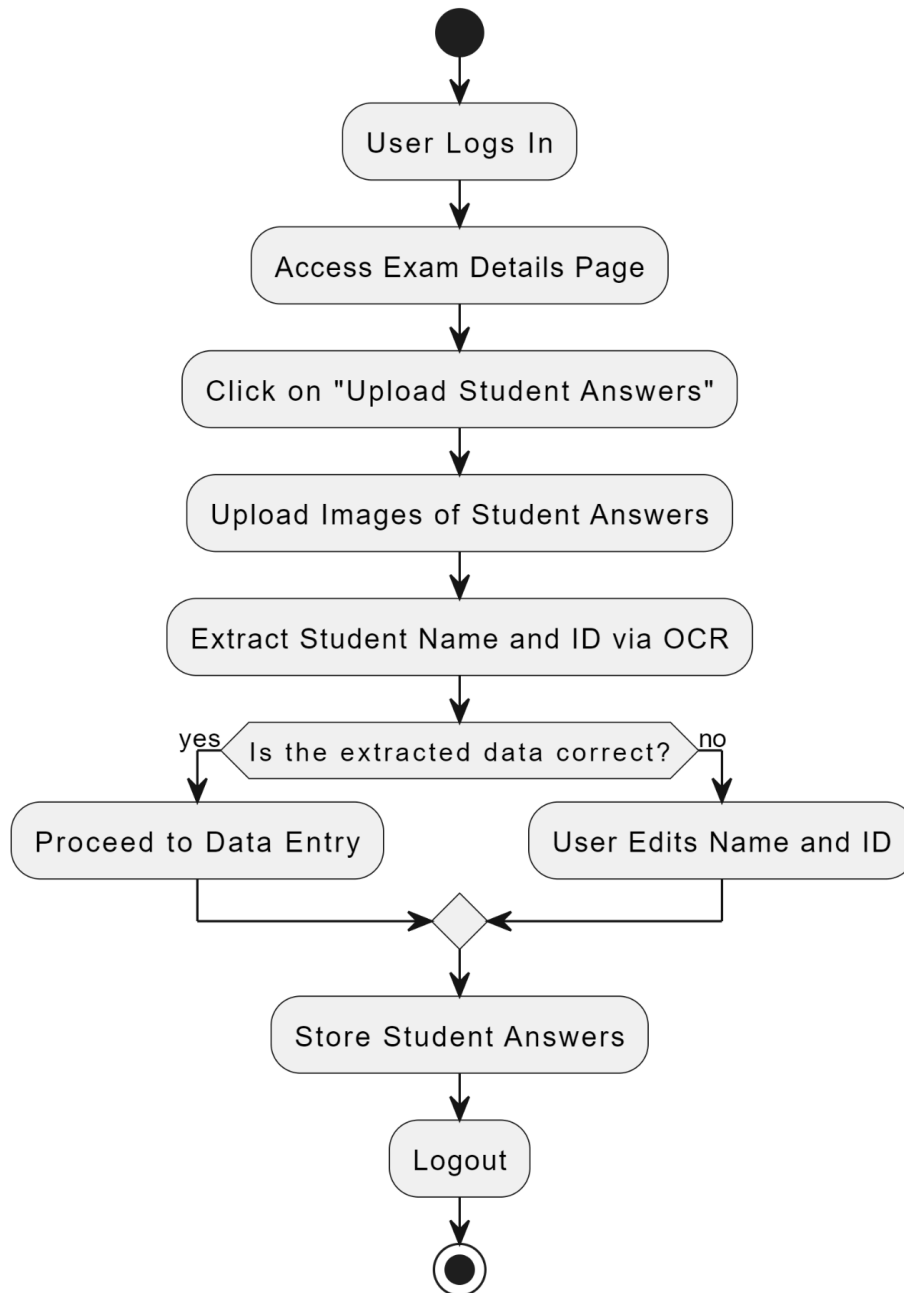 User Logs In
Access Exam Details Page
Click on "Upload Student Answers"
Upload Images of Student Answers
Extract Student Name and ID via OCR
yes
Is the extracted data correct?
no
Proceed to Data Entry
User Edits Name and ID
Store Student Answers
Logout